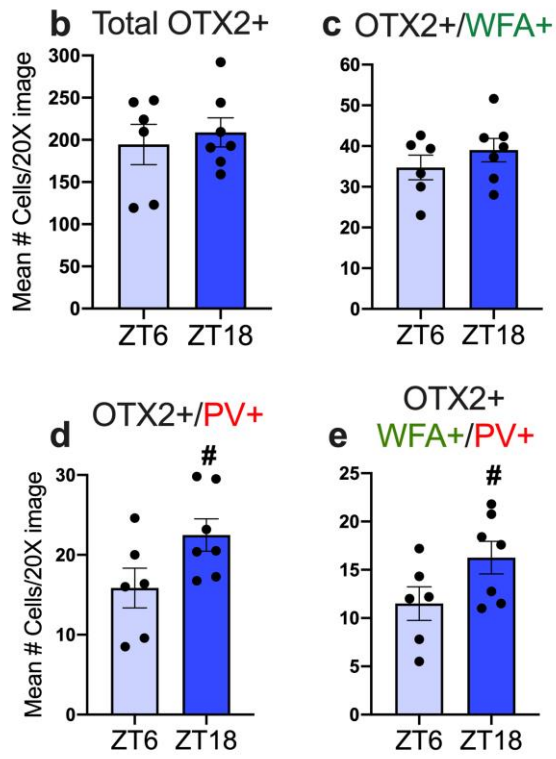 b Total OTX2+
Mean # Cells/20X image
300
250
200
150
100
50
0
ZT6 ZT18
c OTX2+/WFA+
60
50
40
30
20
10
0
ZT6 ZT18
d OTX2+/PV+
#
Mean # Cells/20X image
30
20
10
0
ZT6 ZT18
e OTX2+
WFA+/PV+
#
25
20
15
10
5
0
ZT6 ZT18